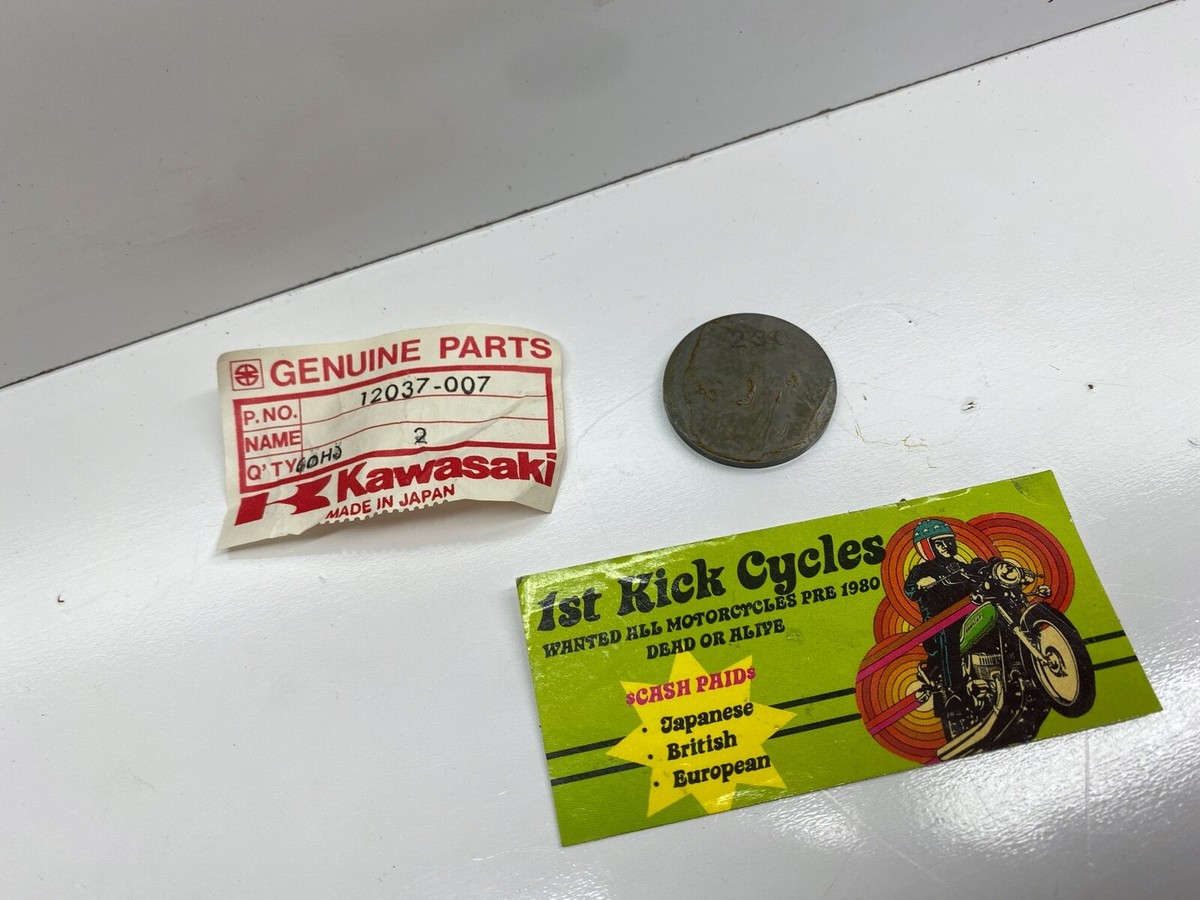 GENUINE PARTS
P.NO. 12037-007
NAME
Q'TY 2
Kawasaki
MADE IN JAPAN
1st Kick Cycles
WANTED ALL MOTORCYCLES PRE 1980
DEAD OR ALIVE
$CASH PAID$
· Japanese
· British
· European